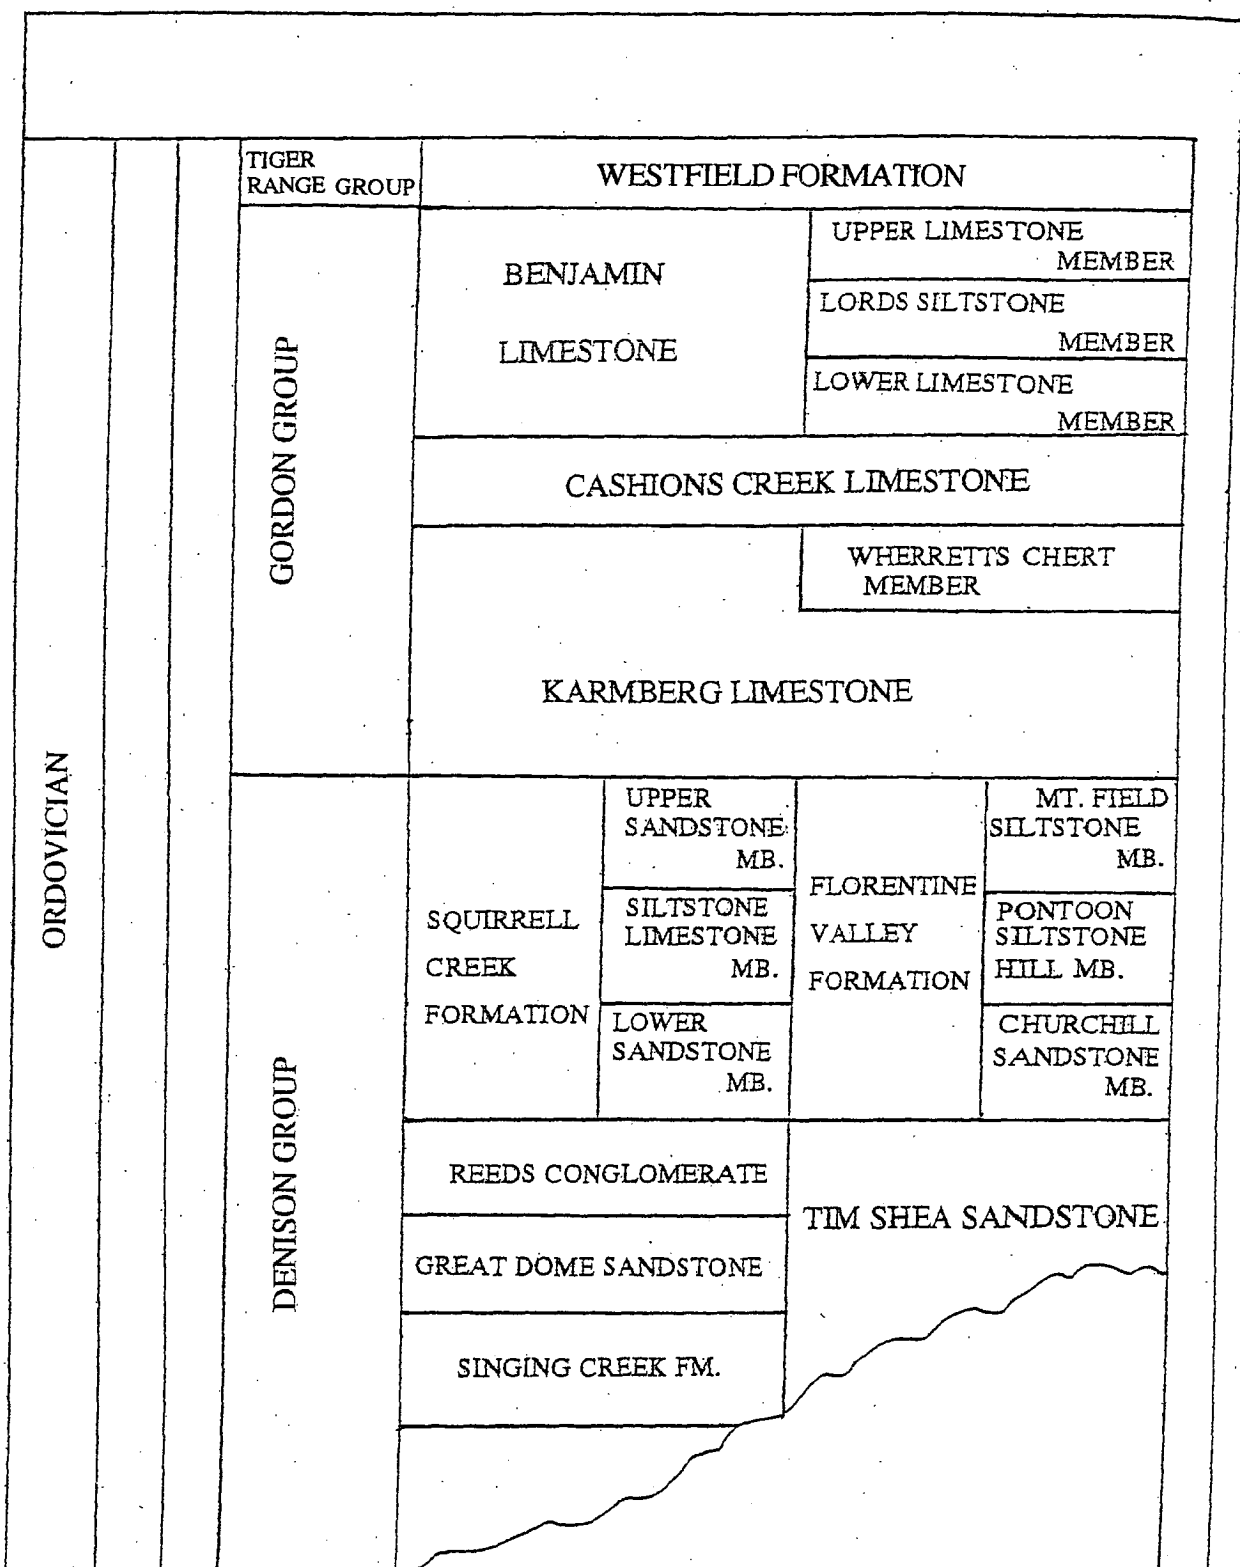 TIGER
RANGE GROUP
WESTFIELD FORMATION
GORDON GROUP
BENJAMIN
LIMESTONE
UPPER LIMESTONE
MEMBER
LORDS SILTSTONE
MEMBER
LOWER LIMESTONE
MEMBER
CASHIONS CREEK LIMESTONE
WHERRETTS CHERT
MEMBER
KARMBERG LIMESTONE
ORDOVICIAN
DENISON GROUP
SQUIRRELL
CREEK
FORMATION
UPPER
SANDSTONE
MB.
SILTSTONE
LIMESTONE
MB.
LOWER
SANDSTONE
MB.
FLORENTINE
VALLEY
FORMATION
MT. FIELD
SILTSTONE
MB.
PONTOON
SILTSTONE
HILL MB.
CHURCHILL
SANDSTONE
MB.
REEDS CONGLOMERATE
TIM SHEA SANDSTONE
GREAT DOME SANDSTONE
SINGING CREEK FM.